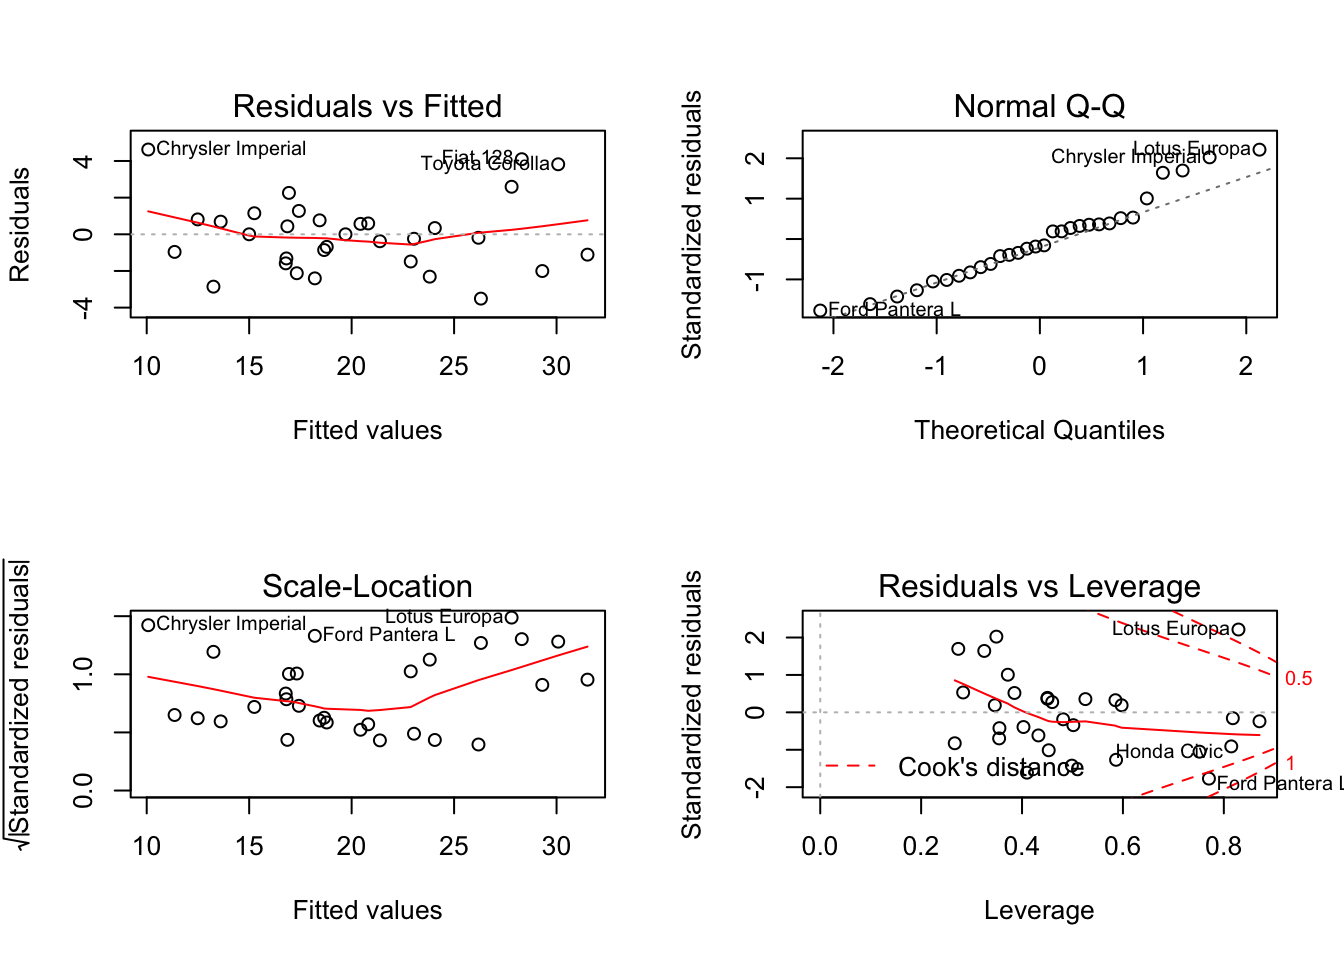 Residuals vs Fitted
Residuals
4
0
-4
Chrysler Imperial
Fiat 128
Toyota Corolla
10 15 20 25 30
Fitted values
Normal Q-Q
Standardized residuals
2
1
-1
Lotus Europa
Chrysler Imperial
Ford Pantera L
-2 -1 0 1 2
Theoretical Quantiles
Scale-Location
√|Standardized residuals|
1.0
0.0
Chrysler Imperial
Lotus Europa
Ford Pantera L
10 15 20 25 30
Fitted values
Residuals vs Leverage
Standardized residuals
2
1
0
-2
Lotus Europa
0.5
Honda Civic
1
Cook's distance
Ford Pantera L
0.0 0.2 0.4 0.6 0.8
Leverage